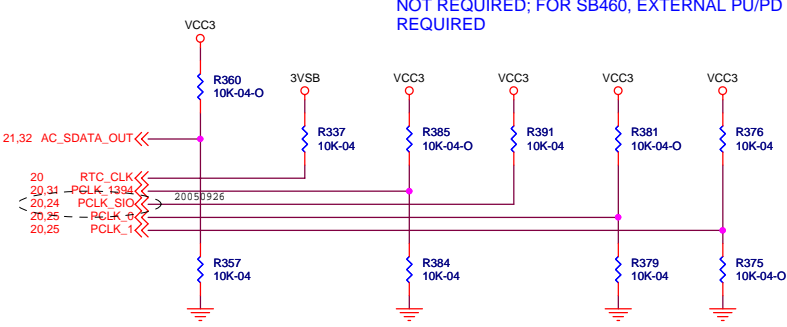 NOT REQUIRED; FOR SB460, EXTERNAL PU/PD
REQUIRED
VCC3
3VSB
VCC3
VCC3
VCC3
VCC3
R360
10K-04-O
R337
10K-04
R385
10K-04-O
R391
10K-04
R381
10K-04-O
R376
10K-04
21,32 AC_SDATA_OUT
20 RTC_CLK
20,31 PCLK_1394
20050926
20,24 PCLK_SIO
20,25 PCLK_0
20,25 PCLK_1
R357
10K-04
R384
10K-04
R379
10K-04
R375
10K-04-O